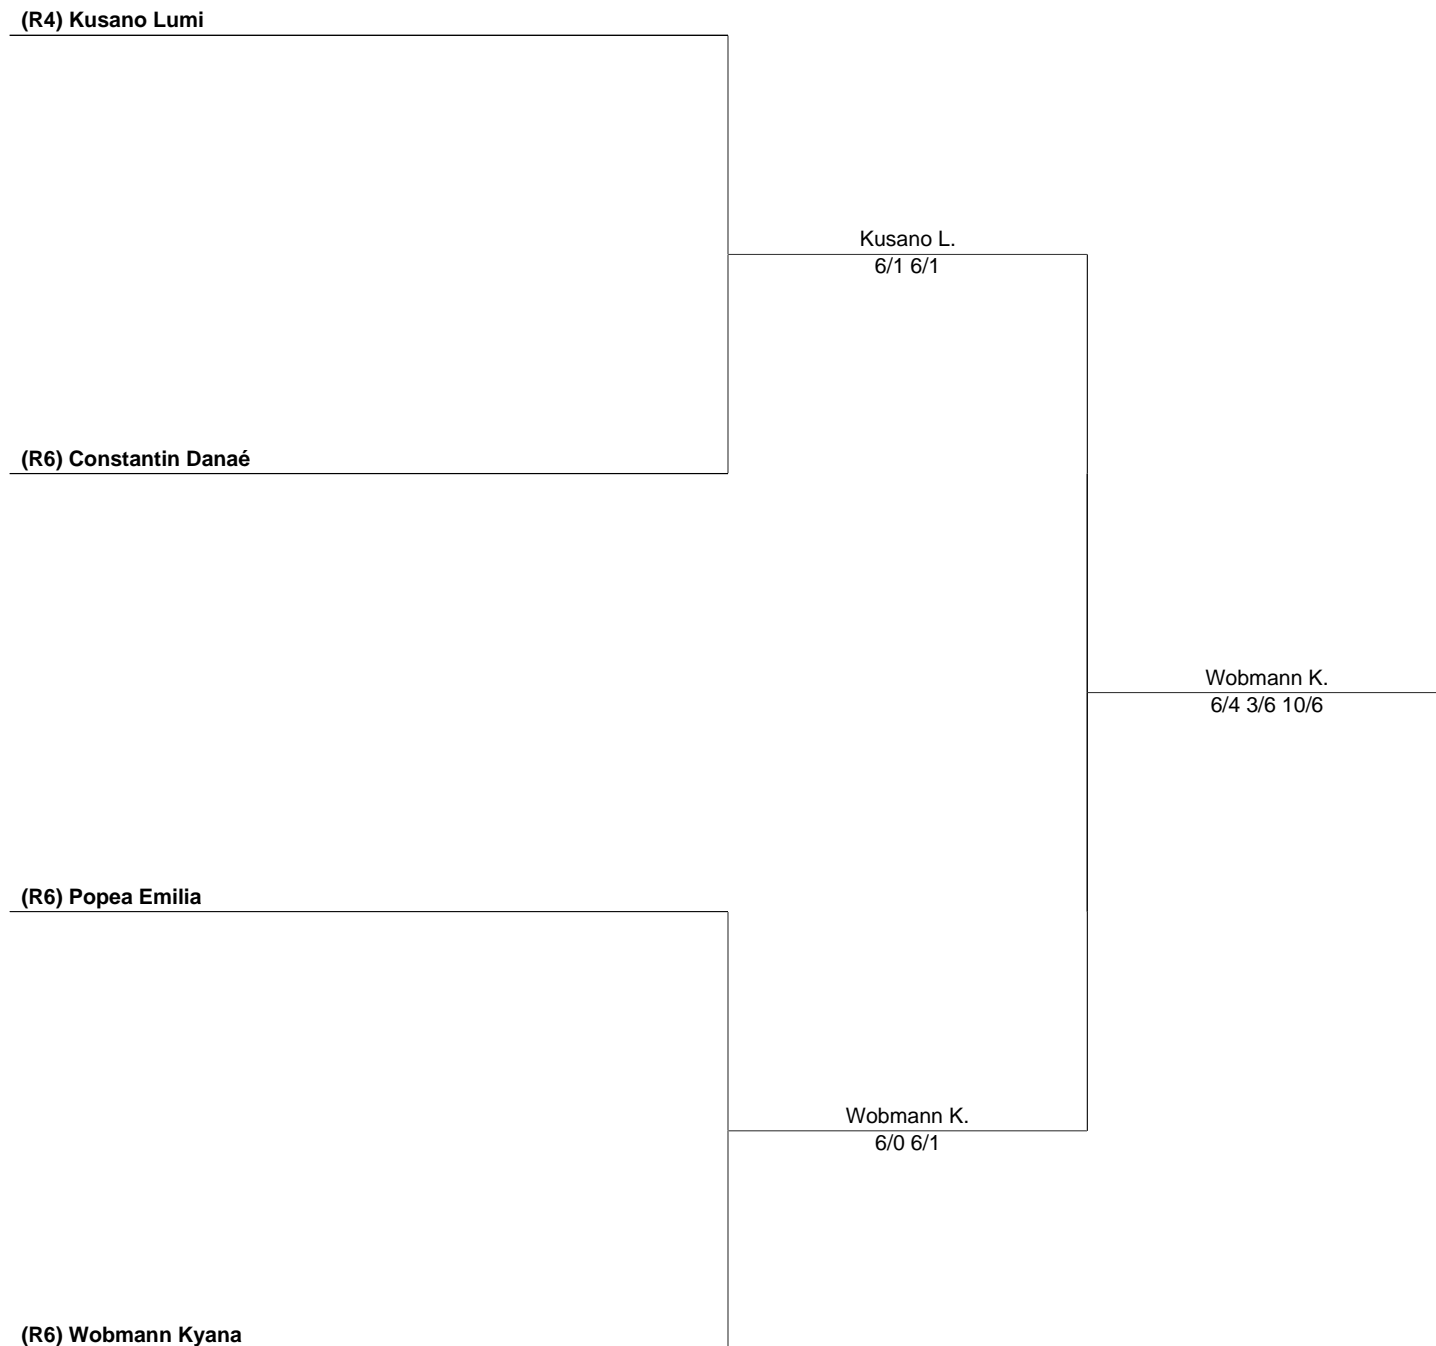 (R4) Kusano Lumi
Kusano L.
6/1 6/1
(R6) Constantin Danaé
Wobmann K.
6/4 3/6 10/6
(R6) Popea Emilia
Wobmann K.
6/0 6/1
(R6) Wobmann Kyana